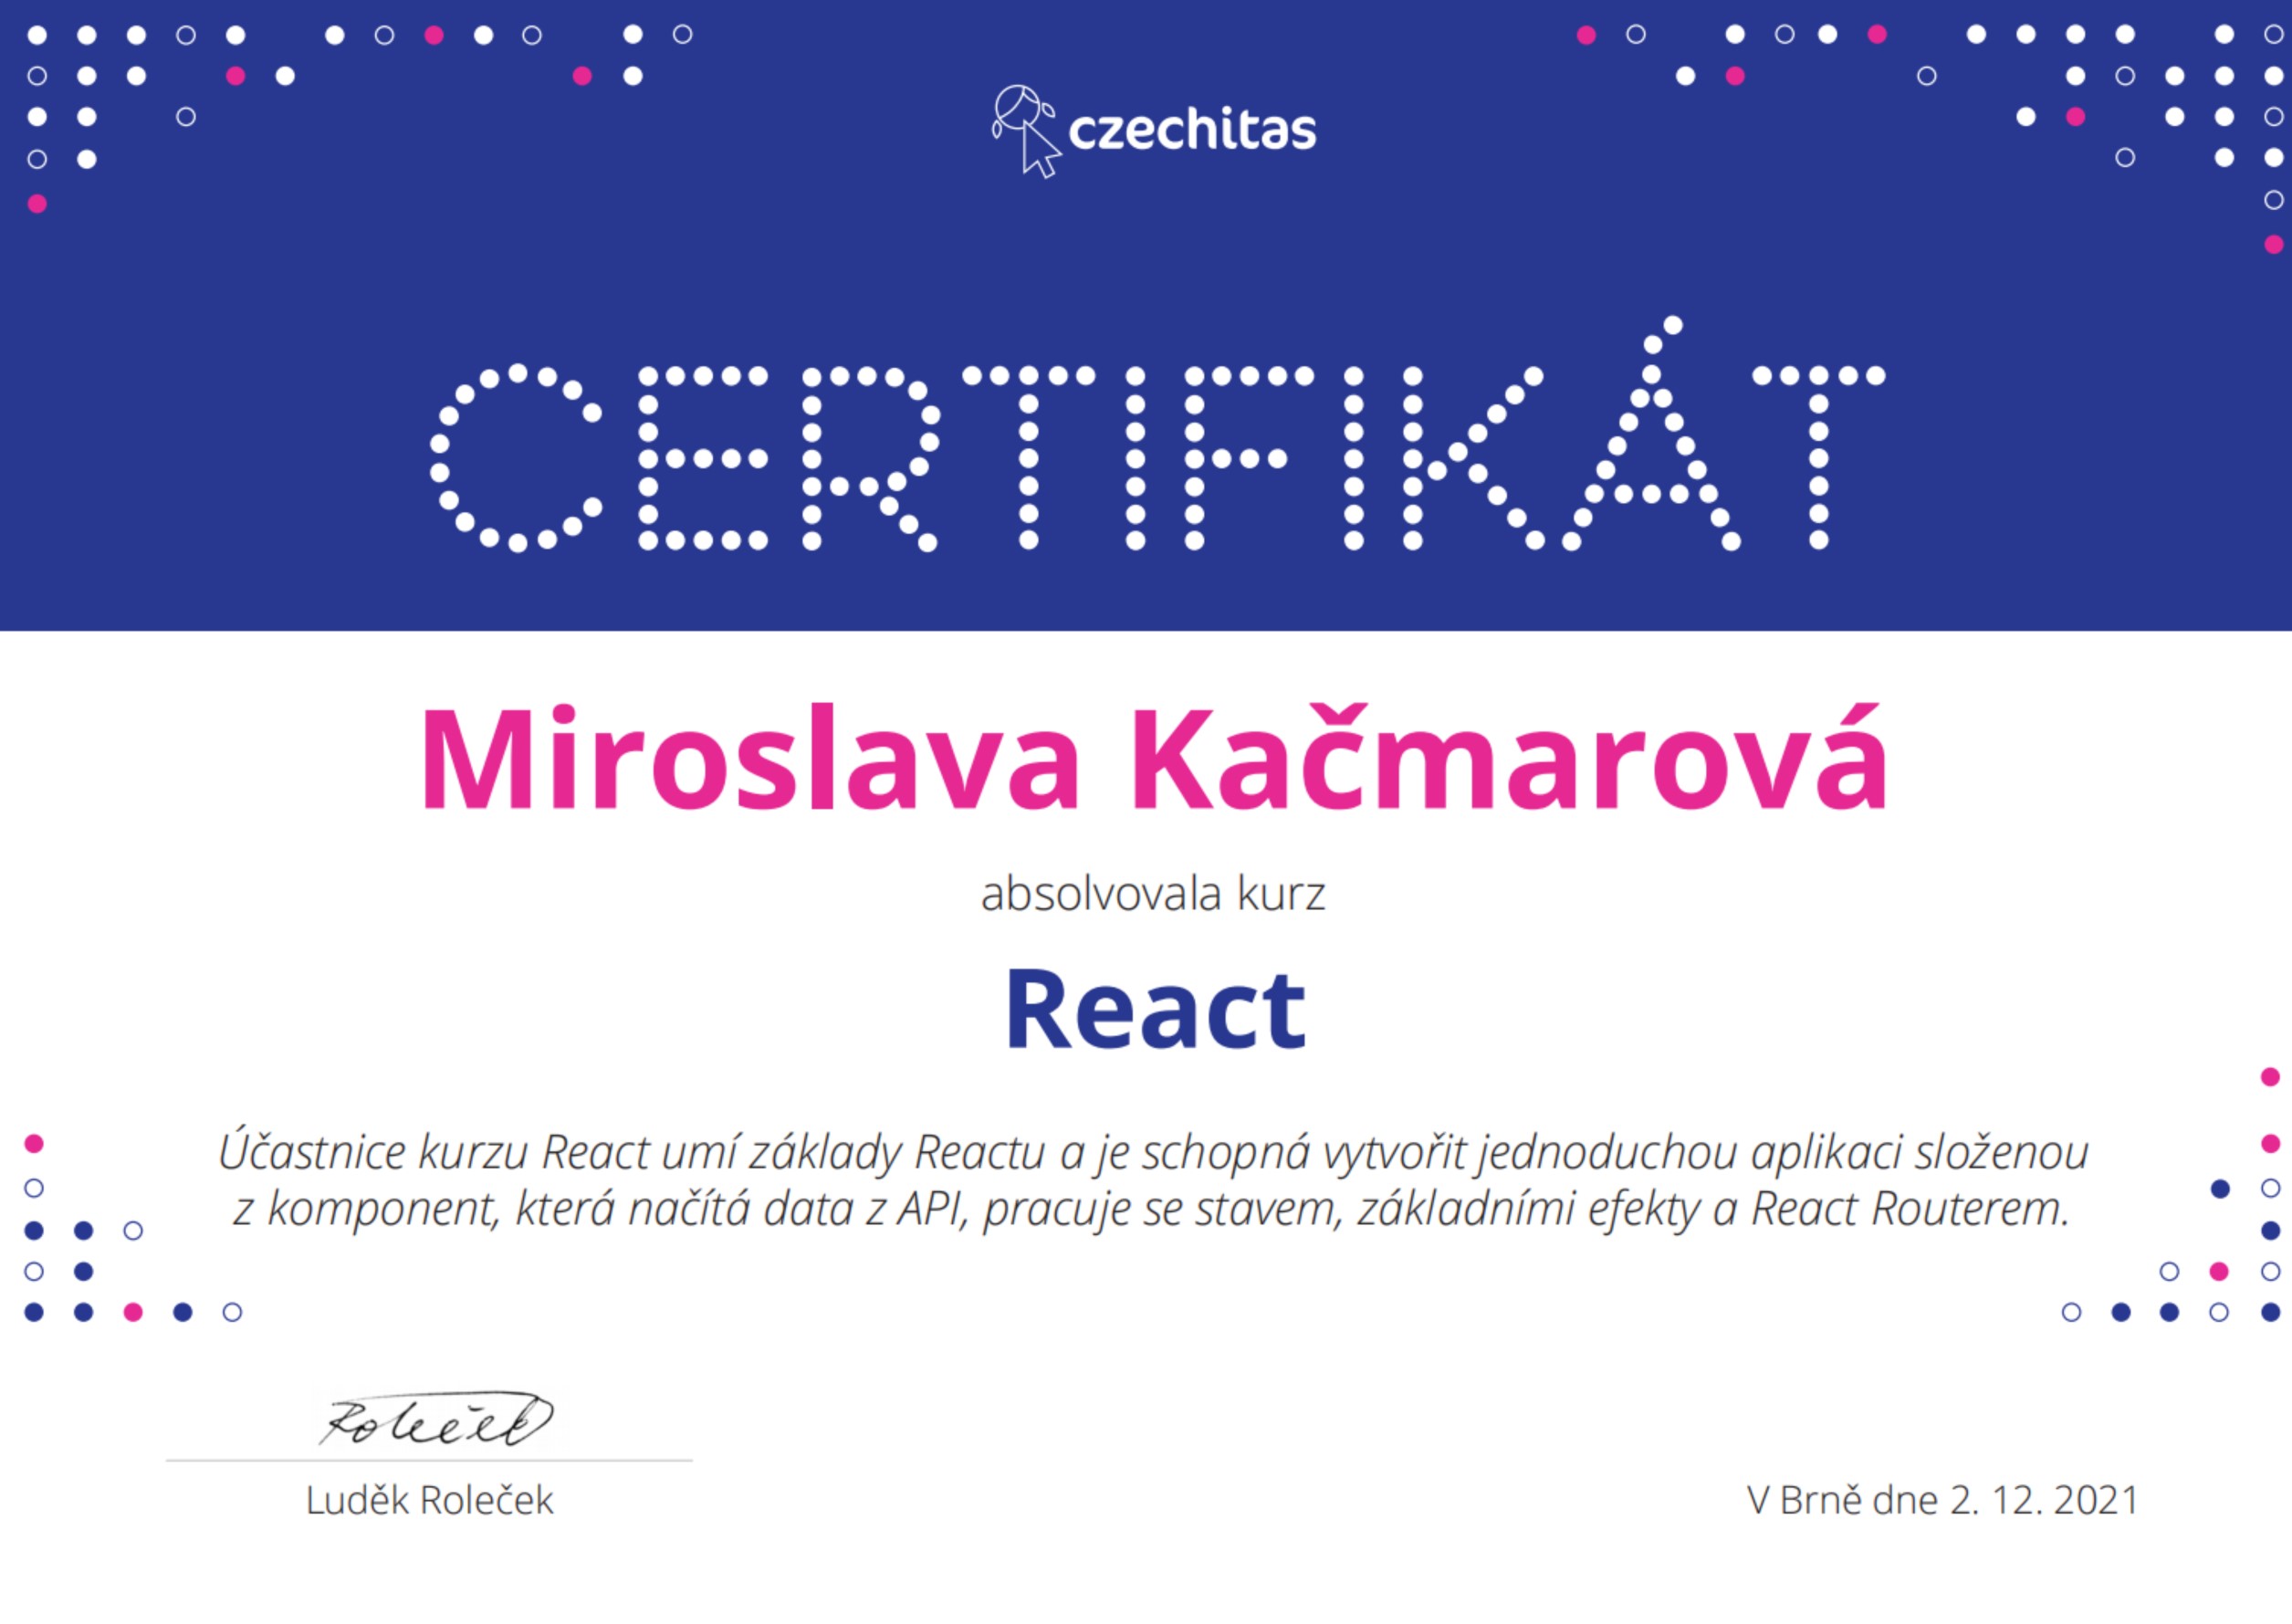 czechitas
CERTIFIKÁT
Miroslava Kačmarová
absolvovala kurz
React
Účastnice kurzu React umí základy Reactu a je schopná vytvořit jednoduchou aplikaci složenou
z komponent, která načítá data z API, pracuje se stavem, základními efekty a React Routerem.
Roleček
Luděk Roleček
V Brně dne 2. 12. 2021